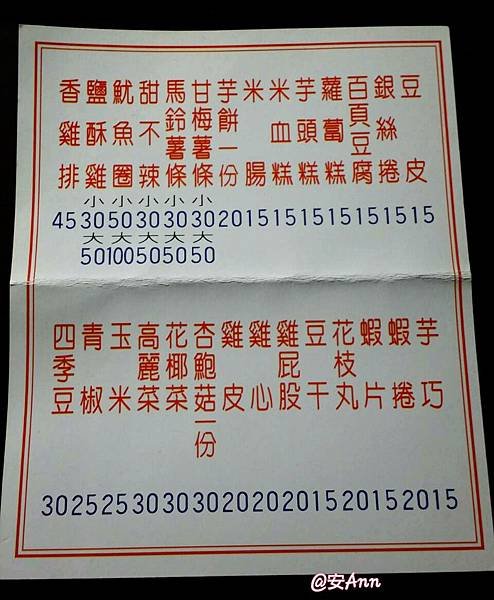 香雞排 45
鹽酥雞 小30大50
魷魚圈 小50大100
甜不辣 小30大50
馬鈴薯條 小30大50
甘梅薯條 小30大50
芋餅一份 20
米腸 15
米血糕 15
芋頭糕 15
蘿蔔糕 15
百頁豆腐 15
銀絲捲 15
豆皮 15
四季豆 30
青椒 25
玉米 25
高麗菜 30
花椰菜 30
杏鮑菇一份 30
雞皮 20
雞心 20
雞屁股 20
豆干 15
花枝丸 20
蝦片 15
蝦捲 20
芋巧 15
@安Ann